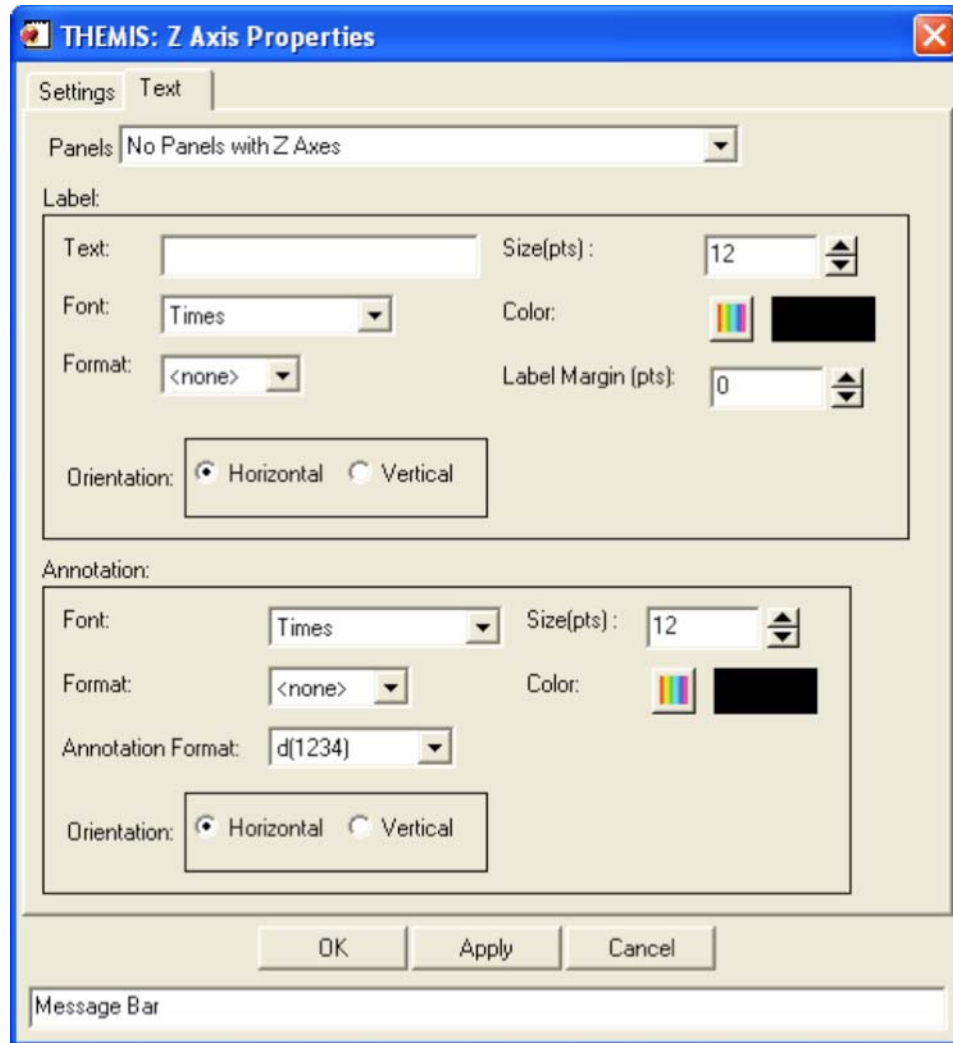 THEMIS: Z Axis Properties
Settings Text
Panels No Panels with Z Axes
Label:
Text: Size(pts) : 12
Font: Times Color:
Format: <none> Label Margin (pts): 0
Orientation: Horizontal Vertical
Annotation:
Font: Times Size(pts) : 12
Format: <none> Color:
Annotation Format: d(1234)
Orientation: Horizontal Vertical
OK Apply Cancel
Message Bar